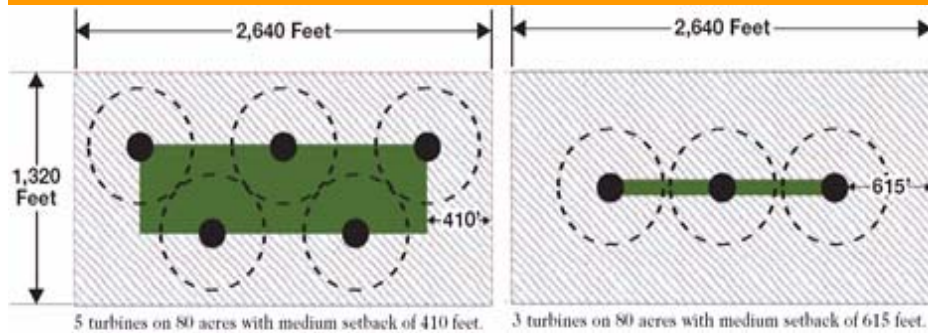 2,640 Feet
2,640 Feet
1,320
Feet
410'
615'
5 turbines on 80 acres with medium setback of 410 feet.
3 turbines on 80 acres with medium setback of 615 feet.